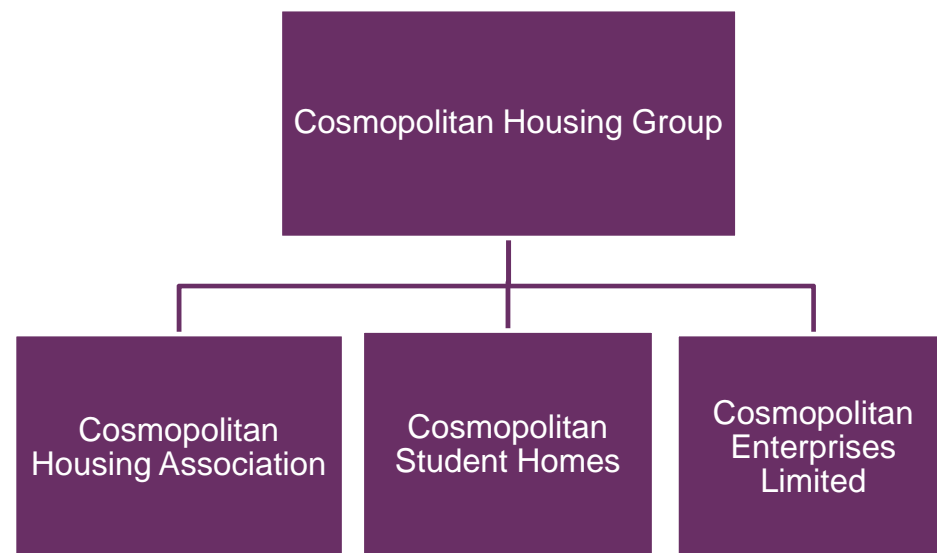 Cosmopolitan Housing Group
Cosmopolitan
Housing Association
Cosmopolitan
Student Homes
Cosmopolitan
Enterprises
Limited